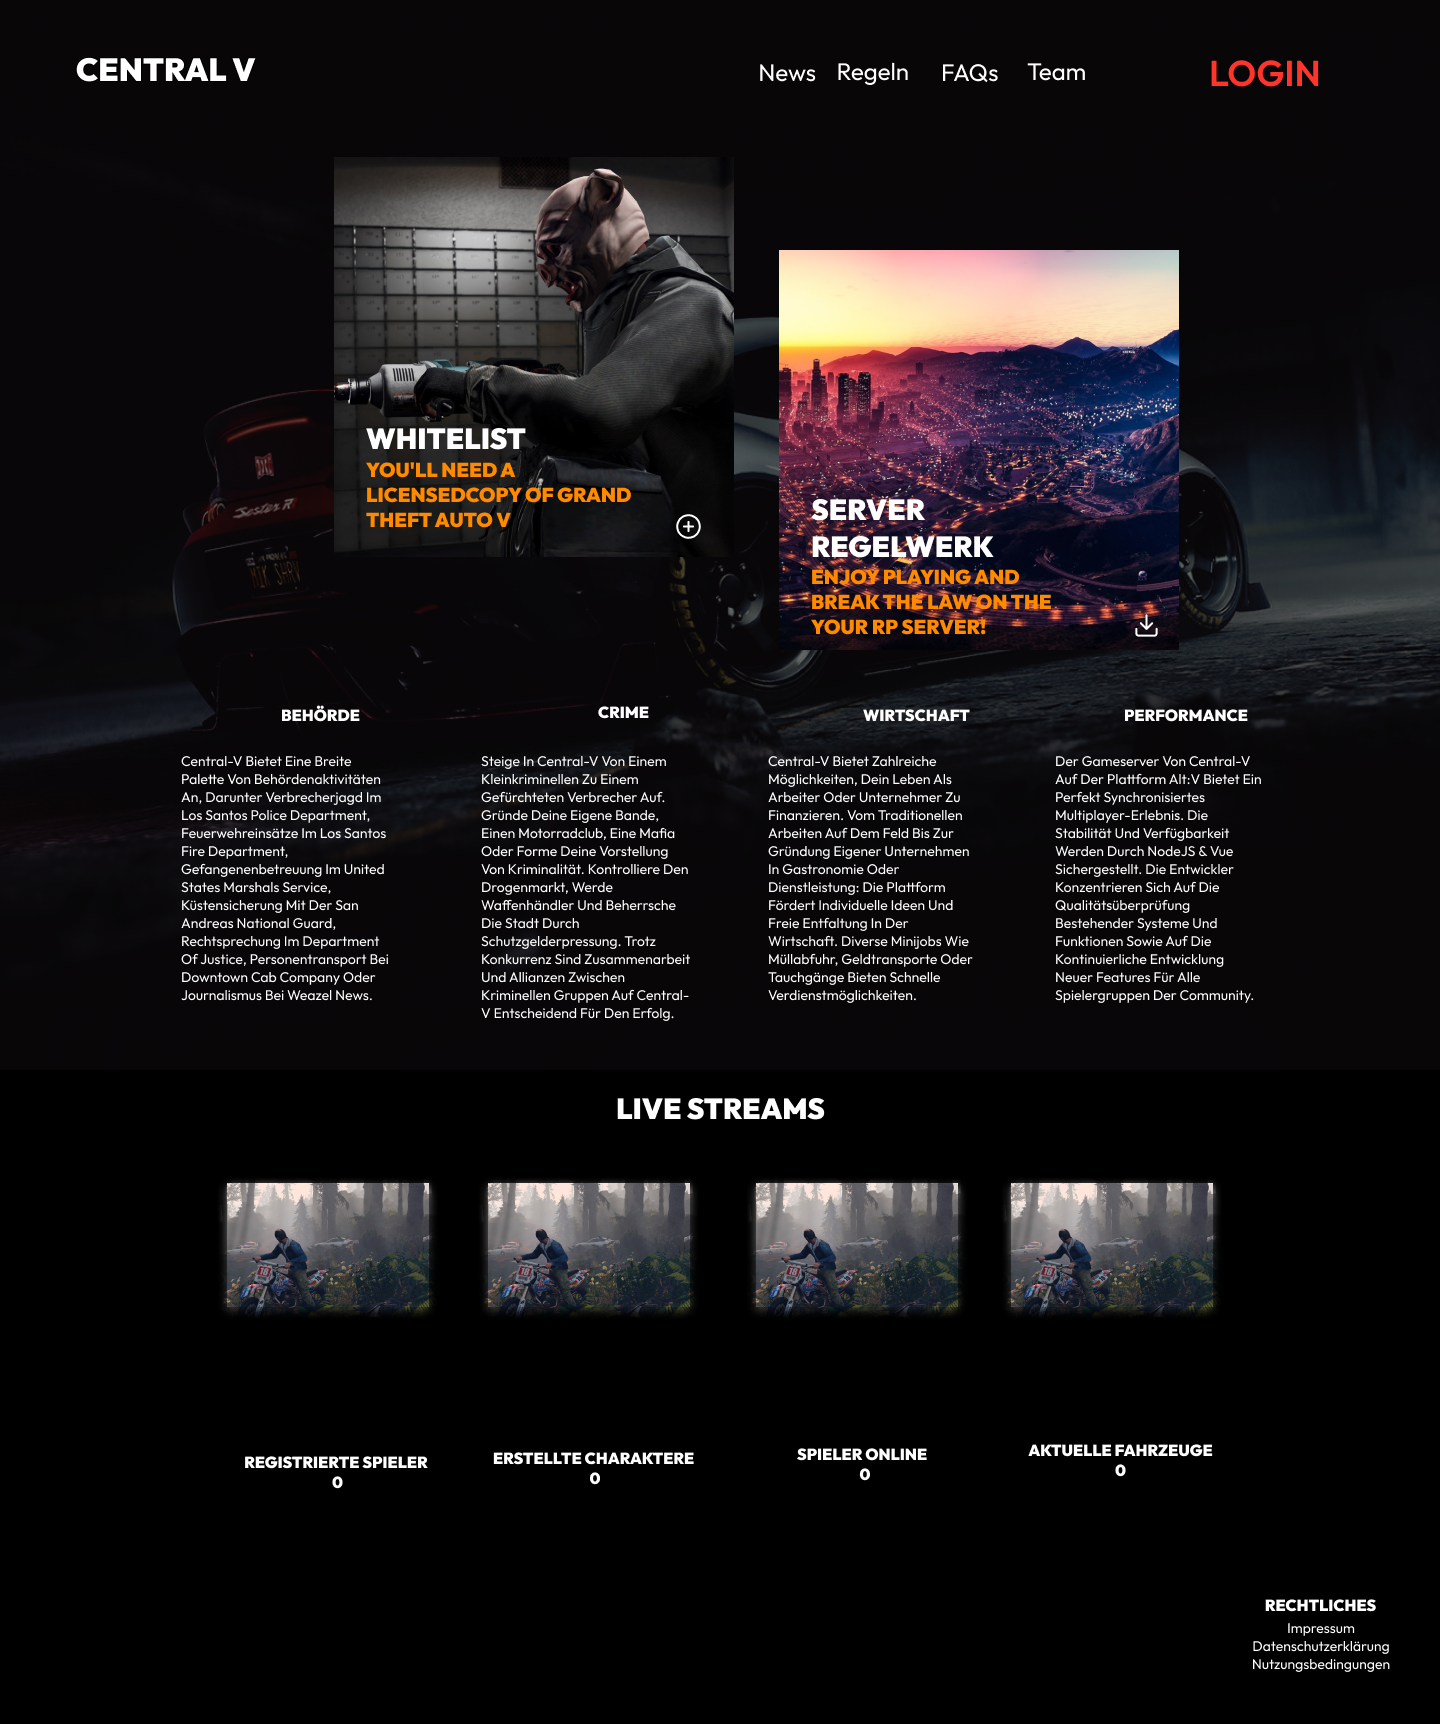 CENTRAL V
News Regeln FAQs Team
LOGIN
WHITELIST
YOU'LL NEED A
LICENSEDCOPY OF GRAND
THEFT AUTO V
SERVER
REGELWERK
ENJOY PLAYING AND
BREAK THE LAW ON THE
YOUR RP SERVER!
Sester R
BEHÖRDE
Central-V Bietet Eine Breite
Palette Von Behördenaktivitäten
An, Darunter Verbrecherjagd Im
Los Santos Police Department,
Feuerwehreinsätze Im Los Santos
Fire Department,
Gefangenenbetreuung Im United
States Marshals Service,
Küstensicherung Mit Der San
Andreas National Guard,
Rechtsprechung Im Department
Of Justice, Personentransport Bei
Downtown Cab Company Oder
Journalismus Bei Weazel News.
CRIME
Steige In Central-V Von Einem
Kleinkriminellen Zu Einem
Gefürchteten Verbrecher Auf.
Gründe Deine Eigene Bande,
Einen Motorradclub, Eine Mafia
Oder Forme Deine Vorstellung
Von Kriminalität. Kontrolliere Den
Drogenmarkt, Werde
Waffenhändler Und Beherrsche
Die Stadt Durch
Schutzgelderpressung. Trotz
Konkurrenz Sind Zusammenarbeit
Und Allianzen Zwischen
Kriminellen Gruppen Auf Central-
V Entscheidend Für Den Erfolg.
WIRTSCHAFT
Central-V Bietet Zahlreiche
Möglichkeiten, Dein Leben Als
Arbeiter Oder Unternehmer Zu
Finanzieren. Vom Traditionellen
Arbeiten Auf Dem Feld Bis Zur
Gründung Eigener Unternehmen
In Gastronomie Oder
Dienstleistung: Die Plattform
Fördert Individuelle Ideen Und
Freie Entfaltung In Der
Wirtschaft. Diverse Minijobs Wie
Müllabfuhr, Geldtransporte Oder
Tauchgänge Bieten Schnelle
Verdienstmöglichkeiten.
PERFORMANCE
Der Gameserver Von Central-V
Auf Der Plattform Alt:V Bietet Ein
Perfekt Synchronisiertes
Multiplayer-Erlebnis. Die
Stabilität Und Verfügbarkeit
Werden Durch NodeJS & Vue
Sichergestellt. Die Entwickler
Konzentrieren Sich Auf Die
Qualitätsüberprüfung
Bestehender Systeme Und
Funktionen Sowie Auf Die
Kontinuierliche Entwicklung
Neuer Features Für Alle
Spielergruppen Der Community.
LIVE STREAMS
REGISTRIERTE SPIELER
0
ERSTELLTE CHARAKTERE
0
SPIELER ONLINE
0
AKTUELLE FAHRZEUGE
0
RECHTLICHES
Impressum
Datenschutzerklärung
Nutzungsbedingungen